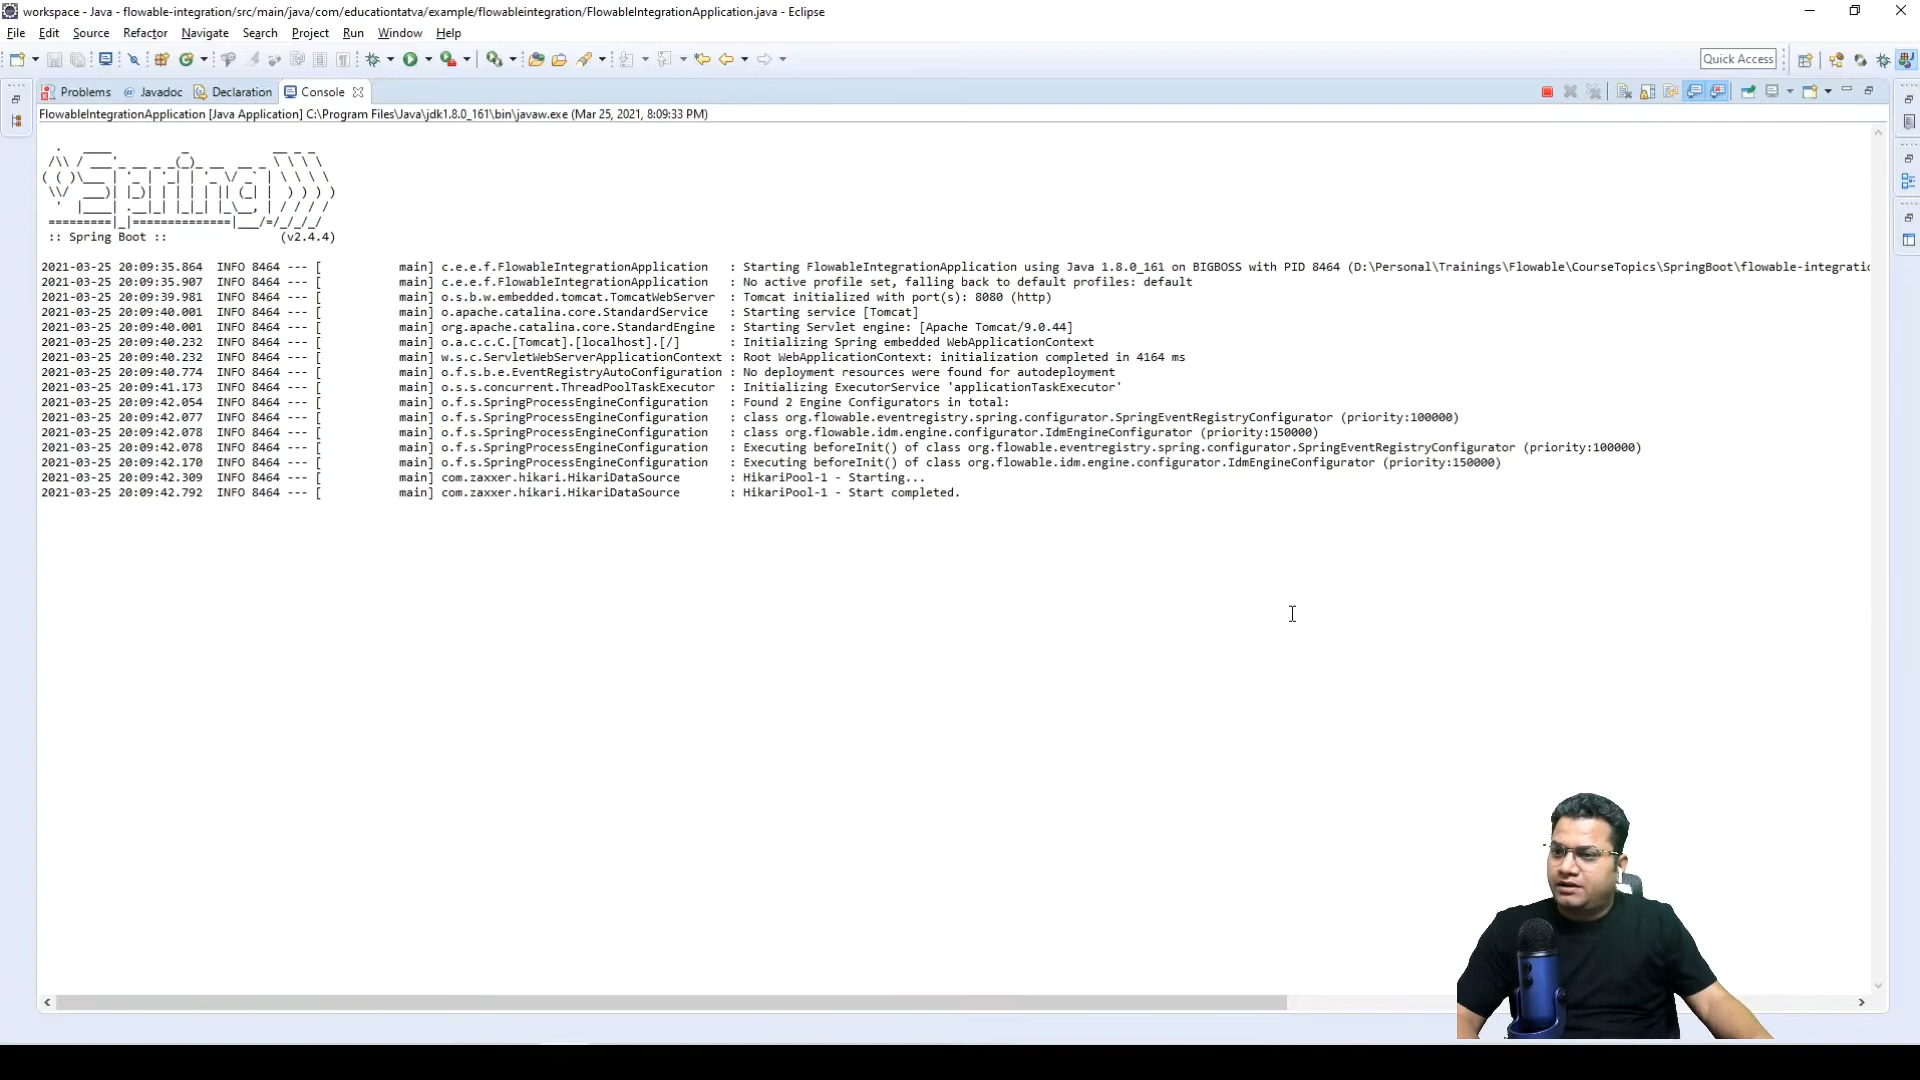 workspace - Java - flowable-integration/src/main/java/com/educationtatva/example/flowableintegration/FlowableIntegrationApplication.java - Eclipse
File Edit Source Refactor Navigate Search Project Run Window Help
Quick Access
Problems @ Javadoc Declaration Console
FlowableIntegrationApplication [Java Application] C:\Program Files\Java\jdk1.8.0_161\bin\javaw.exe (Mar 25, 2021, 8:09:33 PM)
Spring
:: Spring Boot :: (v2.4.4)
2021-03-25 20:09:35.864 INFO 8464 --- [ main] c.e.e.f.FlowableIntegrationApplication : Starting FlowableIntegrationApplication using Java 1.8.0_161 on BIGBOSS with PID 8464 (D:\Personal\Trainings\Flowable\CourseTopics\SpringBoot\flowable-integratio
2021-03-25 20:09:35.907 INFO 8464 --- [ main] c.e.e.f.FlowableIntegrationApplication : No active profile set, falling back to default profiles: default
2021-03-25 20:09:39.981 INFO 8464 --- [ main] o.s.b.w.embedded.tomcat.TomcatWebServer : Tomcat initialized with port(s): 8080 (http)
2021-03-25 20:09:40.001 INFO 8464 --- [ main] o.apache.catalina.core.StandardService : Starting service [Tomcat]
2021-03-25 20:09:40.001 INFO 8464 --- [ main] org.apache.catalina.core.StandardEngine : Starting Servlet engine: [Apache Tomcat/9.0.44]
2021-03-25 20:09:40.232 INFO 8464 --- [ main] o.a.c.c.C.[Tomcat].[localhost].[/] : Initializing Spring embedded WebApplicationContext
2021-03-25 20:09:40.232 INFO 8464 --- [ main] w.s.c.ServletWebServerApplicationContext : Root WebApplicationContext: initialization completed in 4164 ms
2021-03-25 20:09:40.774 INFO 8464 --- [ main] o.f.s.b.e.EventRegistryAutoConfiguration : No deployment resources were found for autodeployment
2021-03-25 20:09:41.173 INFO 8464 --- [ main] o.s.s.concurrent.ThreadPoolTaskExecutor : Initializing ExecutorService 'applicationTaskExecutor'
2021-03-25 20:09:42.054 INFO 8464 --- [ main] o.f.s.SpringProcessEngineConfiguration : Found 2 Engine Configurators in total:
2021-03-25 20:09:42.077 INFO 8464 --- [ main] o.f.s.SpringProcessEngineConfiguration : class org.flowable.eventregistry.spring.configurator.SpringEventRegistryConfigurator (priority:100000)
2021-03-25 20:09:42.078 INFO 8464 --- [ main] o.f.s.SpringProcessEngineConfiguration : class org.flowable.idm.engine.configurator.IdmEngineConfigurator (priority:150000)
2021-03-25 20:09:42.078 INFO 8464 --- [ main] o.f.s.SpringProcessEngineConfiguration : Executing beforeInit() of class org.flowable.eventregistry.spring.configurator.SpringEventRegistryConfigurator (priority:100000)
2021-03-25 20:09:42.170 INFO 8464 --- [ main] o.f.s.SpringProcessEngineConfiguration : Executing beforeInit() of class org.flowable.idm.engine.configurator.IdmEngineConfigurator (priority:150000)
2021-03-25 20:09:42.309 INFO 8464 --- [ main] com.zaxxer.hikari.HikariDataSource : HikariPool-1 - Starting...
2021-03-25 20:09:42.792 INFO 8464 --- [ main] com.zaxxer.hikari.HikariDataSource : HikariPool-1 - Start completed.